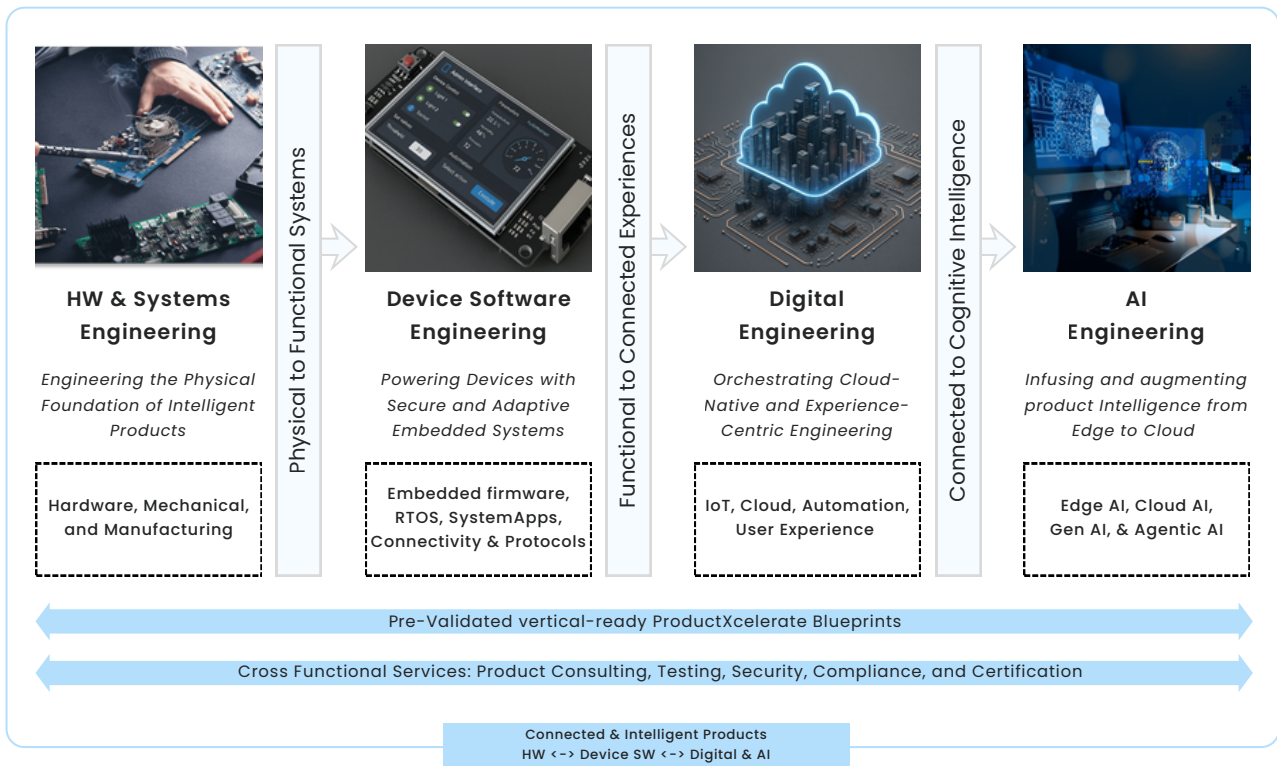 Admin Interface
HW & Systems
Engineering
Engineering the Physical
Foundation of Intelligent
Products
Hardware, Mechanical,
and Manufacturing
Physical to Functional Systems
Device Software
Engineering
Powering Devices with
Secure and Adaptive
Embedded Systems
Embedded firmware,
RTOS, SystemApps,
Connectivity & Protocols
Functional to Connected Experiences
Digital
Engineering
Orchestrating Cloud-
Native and Experience-
Centric Engineering
IoT, Cloud, Automation,
User Experience
Connected to Cognitive Intelligence
AI
Engineering
Infusing and augmenting
product Intelligence from
Edge to Cloud
Edge AI, Cloud AI,
Gen AI, & Agentic AI
Pre-Validated vertical-ready ProductXcelerate Blueprints
Cross Functional Services: Product Consulting, Testing, Security, Compliance, and Certification
Connected & Intelligent Products
HW <-> Device SW <-> Digital & AI